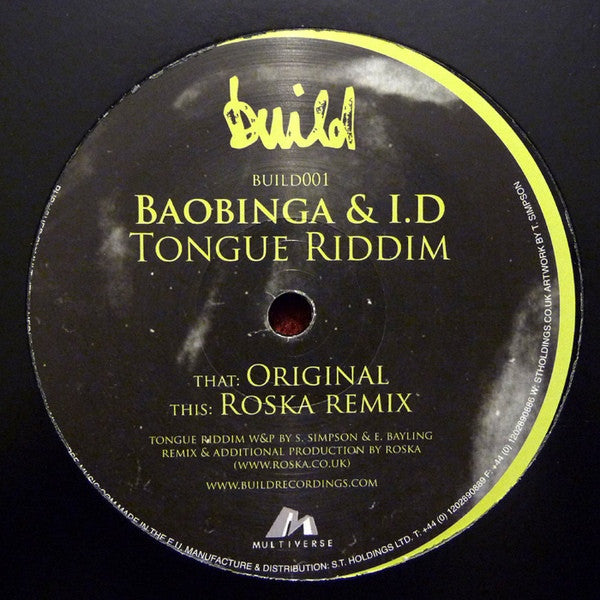 build
BUILD001
BAOBINGA & I.D
TONGUE RIDDIM
THAT: ORIGINAL
THIS: ROSKA REMIX
TONGUE RIDDIM W&P BY S. SIMPSON & E. BAYLING
REMIX & ADDITIONAL PRODUCTION BY ROSKA
(WWW.ROSKA.CO.UK)
WWW.BUILDRECORDINGS.COM
MULTIVERSE
MADE IN THE E.U. MANUFACTURE & DISTRIBUTION: S.T. HOLDINGS LTD. T: +44 (0) 1202890889 F: +44 (0) 1202890886 W: STHOLDINGS.CO.UK ARTWORK BY T. SIMPSON